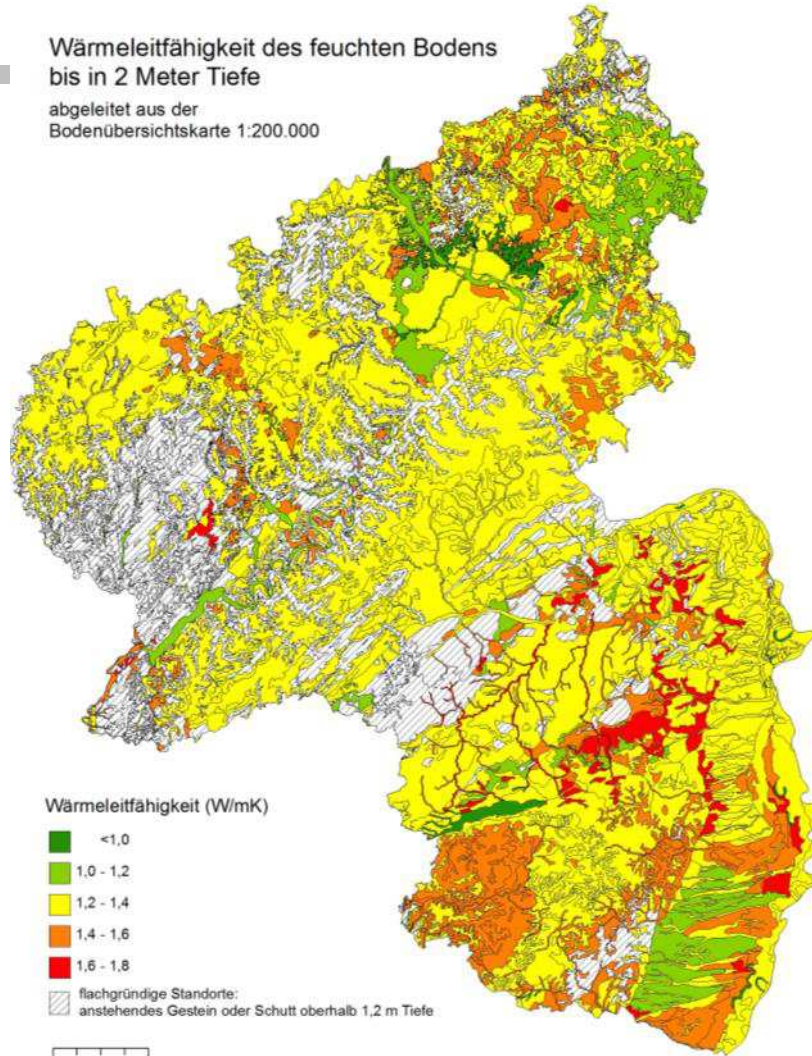 Wärmeleitfähigkeit des feuchten Bodens
bis in 2 Meter Tiefe
abgeleitet aus der
Bodenübersichtskarte 1:200.000
Wärmeleitfähigkeit (W/mK)
<1,0
1,0 - 1,2
1,2 - 1,4
1,4 - 1,6
1,6 - 1,8
flachgründige Standorte:
anstehendes Gestein oder Schutt oberhalb 1,2 m Tiefe